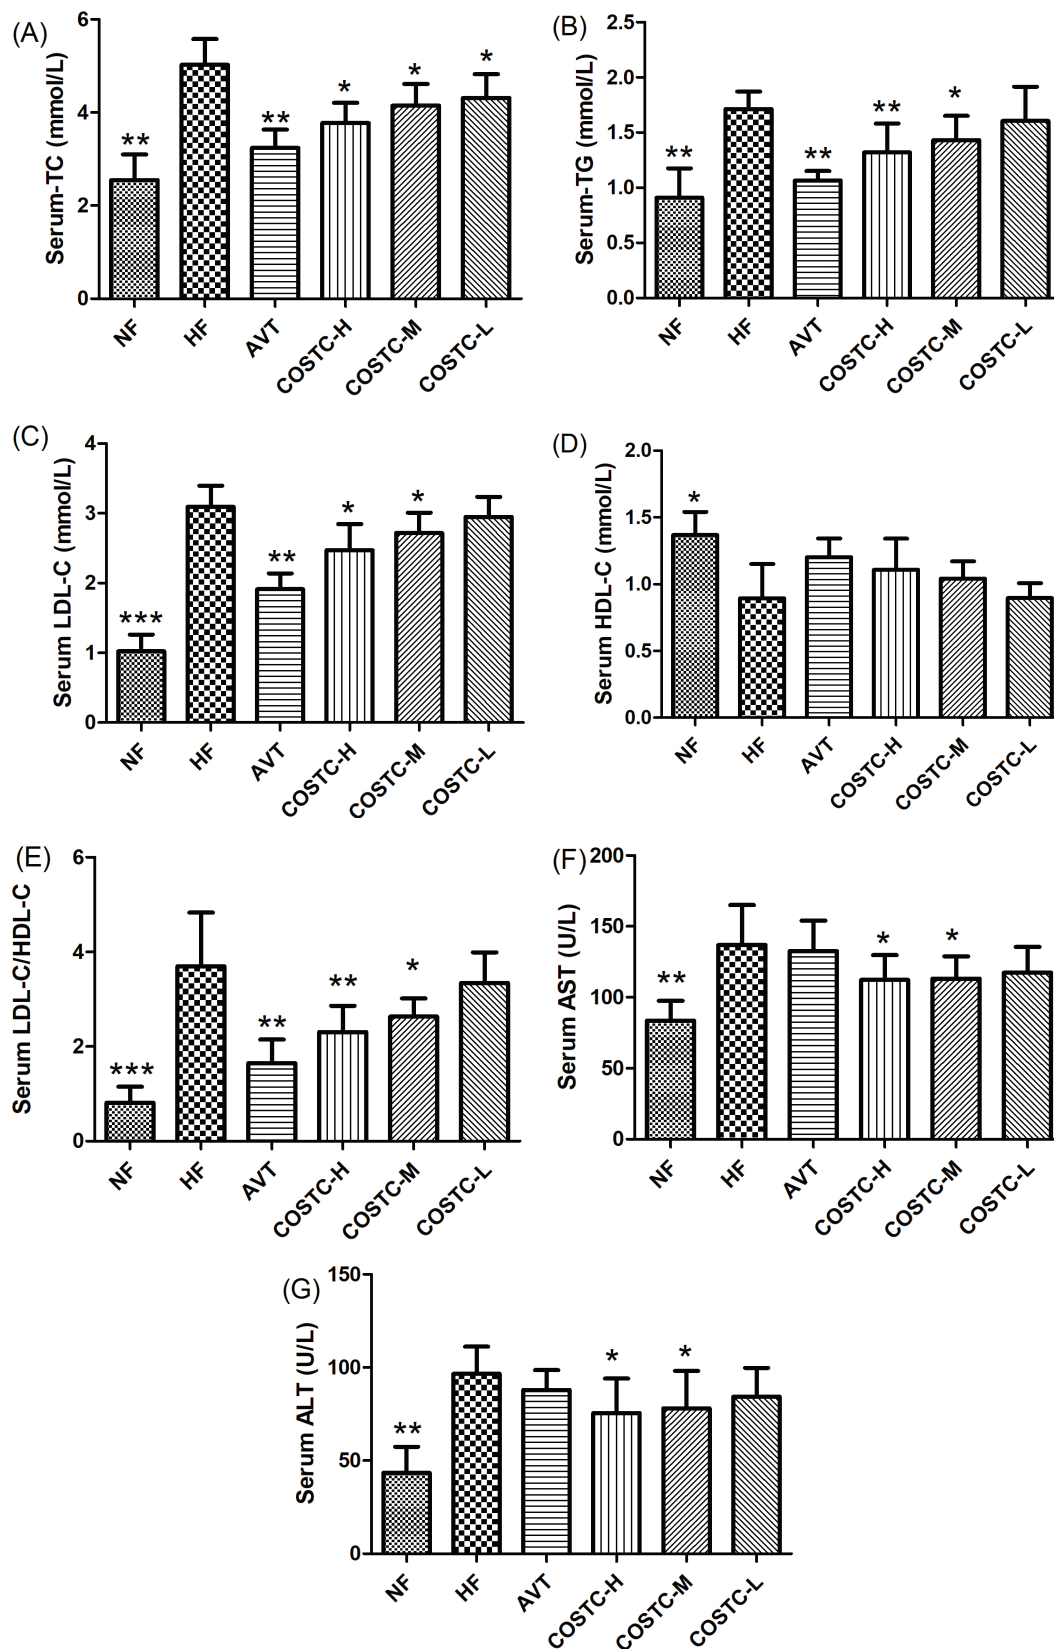 (A)
Serum-TC (mmol/L)
6
4
2
0
**
**
*
*
*
NF
HF
AVT
COSTC-H
COSTC-M
COSTC-L
(B)
Serum-TG (mmol/L)
2.5
2.0
1.5
1.0
0.5
0.0
**
**
**
*
NF
HF
AVT
COSTC-H
COSTC-M
COSTC-L
(C)
Serum LDL-C (mmol/L)
4
3
2
1
0
***
**
*
*
NF
HF
AVT
COSTC-H
COSTC-M
COSTC-L
(D)
Serum HDL-C (mmol/L)
2.0
1.5
1.0
0.5
0.0
*
NF
HF
AVT
COSTC-H
COSTC-M
COSTC-L
(E)
Serum LDL-C/HDL-C
6
4
2
0
***
**
**
*
NF
HF
AVT
COSTC-H
COSTC-M
COSTC-L
(F)
Serum AST (U/L)
200
150
100
50
0
**
*
*
NF
HF
AVT
COSTC-H
COSTC-M
COSTC-L
(G)
Serum ALT (U/L)
150
100
50
0
**
*
*
NF
HF
AVT
COSTC-H
COSTC-M
COSTC-L